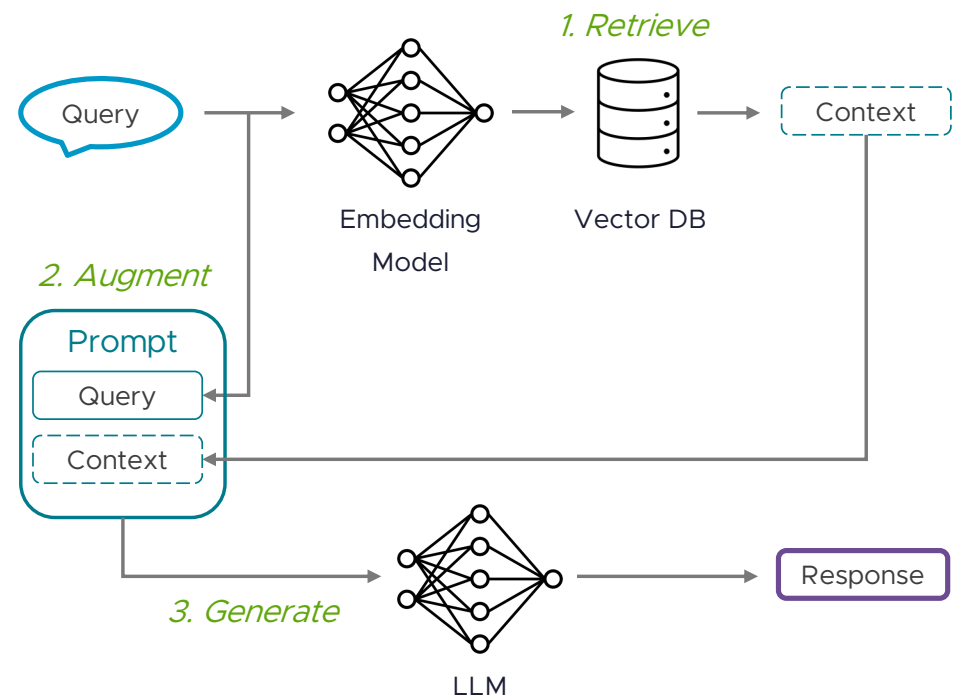 1. Retrieve
Query
Context
Embedding
Model
Vector DB
2. Augment
Prompt
Query
Context
Response
3. Generate
LLM